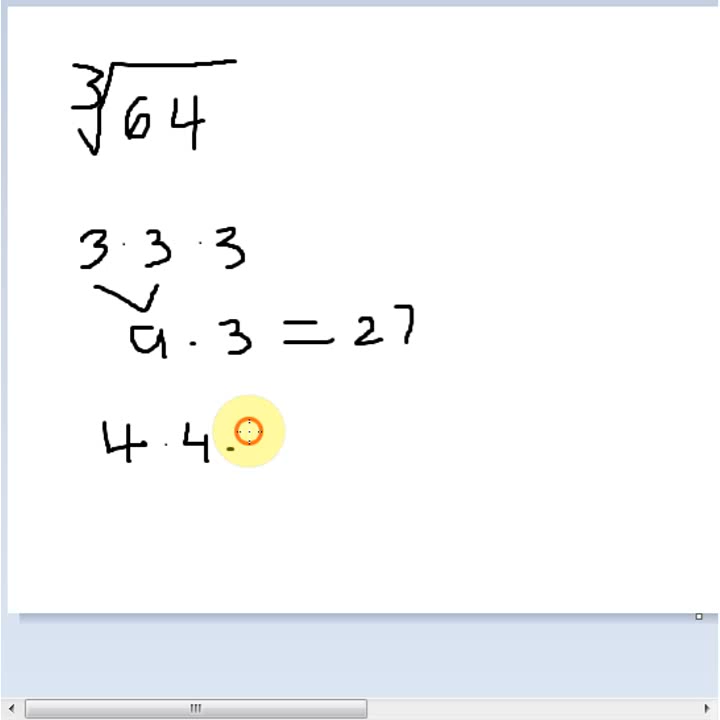 ∛64
3 · 3 · 3
9 · 3 = 27
4 · 4 ·